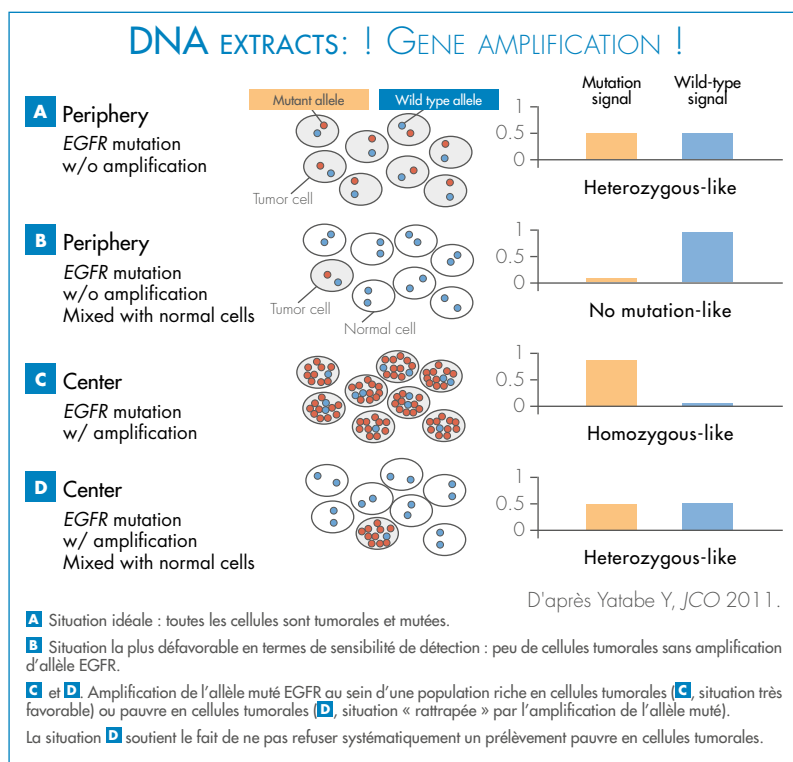 DNA EXTRACTS: ! GENE AMPLIFICATION !
Mutant allele
Wild type allele
Mutation
signal
Wild-type
signal
A Periphery
EGFR mutation
w/o amplification
Tumor cell
1
0.5
0
Heterozygous-like
B Periphery
EGFR mutation
w/o amplification
Mixed with normal cells
Tumor cell
Normal cell
1
0.5
0
No mutation-like
C Center
EGFR mutation
w/ amplification
1
0.5
0
Homozygous-like
D Center
EGFR mutation
w/ amplification
Mixed with normal cells
1
0.5
0
Heterozygous-like
D'après Yatabe Y, JCO 2011.
A Situation idéale : toutes les cellules sont tumorales et mutées.
B Situation la plus défavorable en termes de sensibilité de détection : peu de cellules tumorales sans amplification
d'allèle EGFR.
C et D. Amplification de l'allèle muté EGFR au sein d'une population riche en cellules tumorales (C, situation très
favorable) ou pauvre en cellules tumorales (D, situation « rattrapée » par l'amplification de l'allèle muté).
La situation D soutient le fait de ne pas refuser systématiquement un prélèvement pauvre en cellules tumorales.